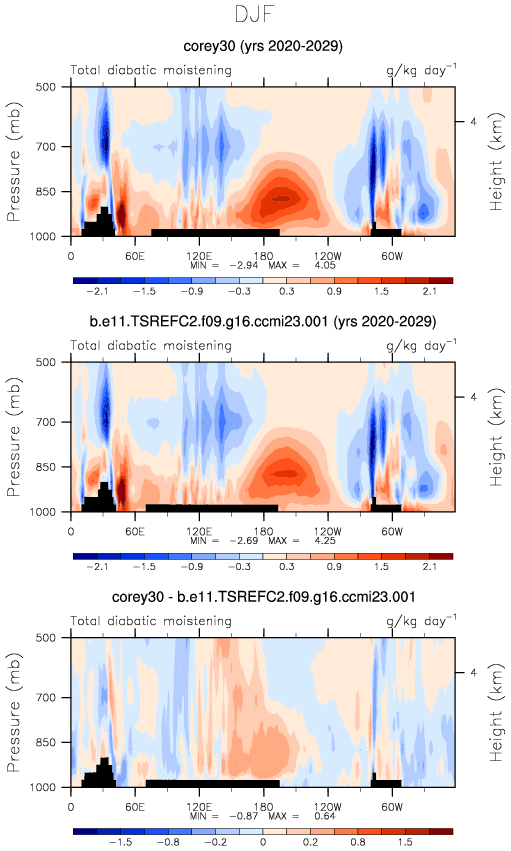 DJF
corey30 (yrs 2020-2029)
Total diabatic moistening g/kg day⁻¹
Pressure (mb)
500
700
850
1000
4
Height (km)
0 60E 120E 180 120W 60W
MIN = -2.94 MAX = 4.05
-2.1 -1.5 -0.9 -0.3 0.3 0.9 1.5 2.1
b.e11.TSREFC2.f09.g16.ccmi23.001 (yrs 2020-2029)
Total diabatic moistening g/kg day⁻¹
Pressure (mb)
500
700
850
1000
4
Height (km)
0 60E 120E 180 120W 60W
MIN = -2.69 MAX = 4.25
-2.1 -1.5 -0.9 -0.3 0.3 0.9 1.5 2.1
corey30 - b.e11.TSREFC2.f09.g16.ccmi23.001
Total diabatic moistening g/kg day⁻¹
Pressure (mb)
500
700
850
1000
4
Height (km)
0 60E 120E 180 120W 60W
MIN = -0.87 MAX = 0.64
-1.5 -0.8 -0.2 0 0.2 0.8 1.5